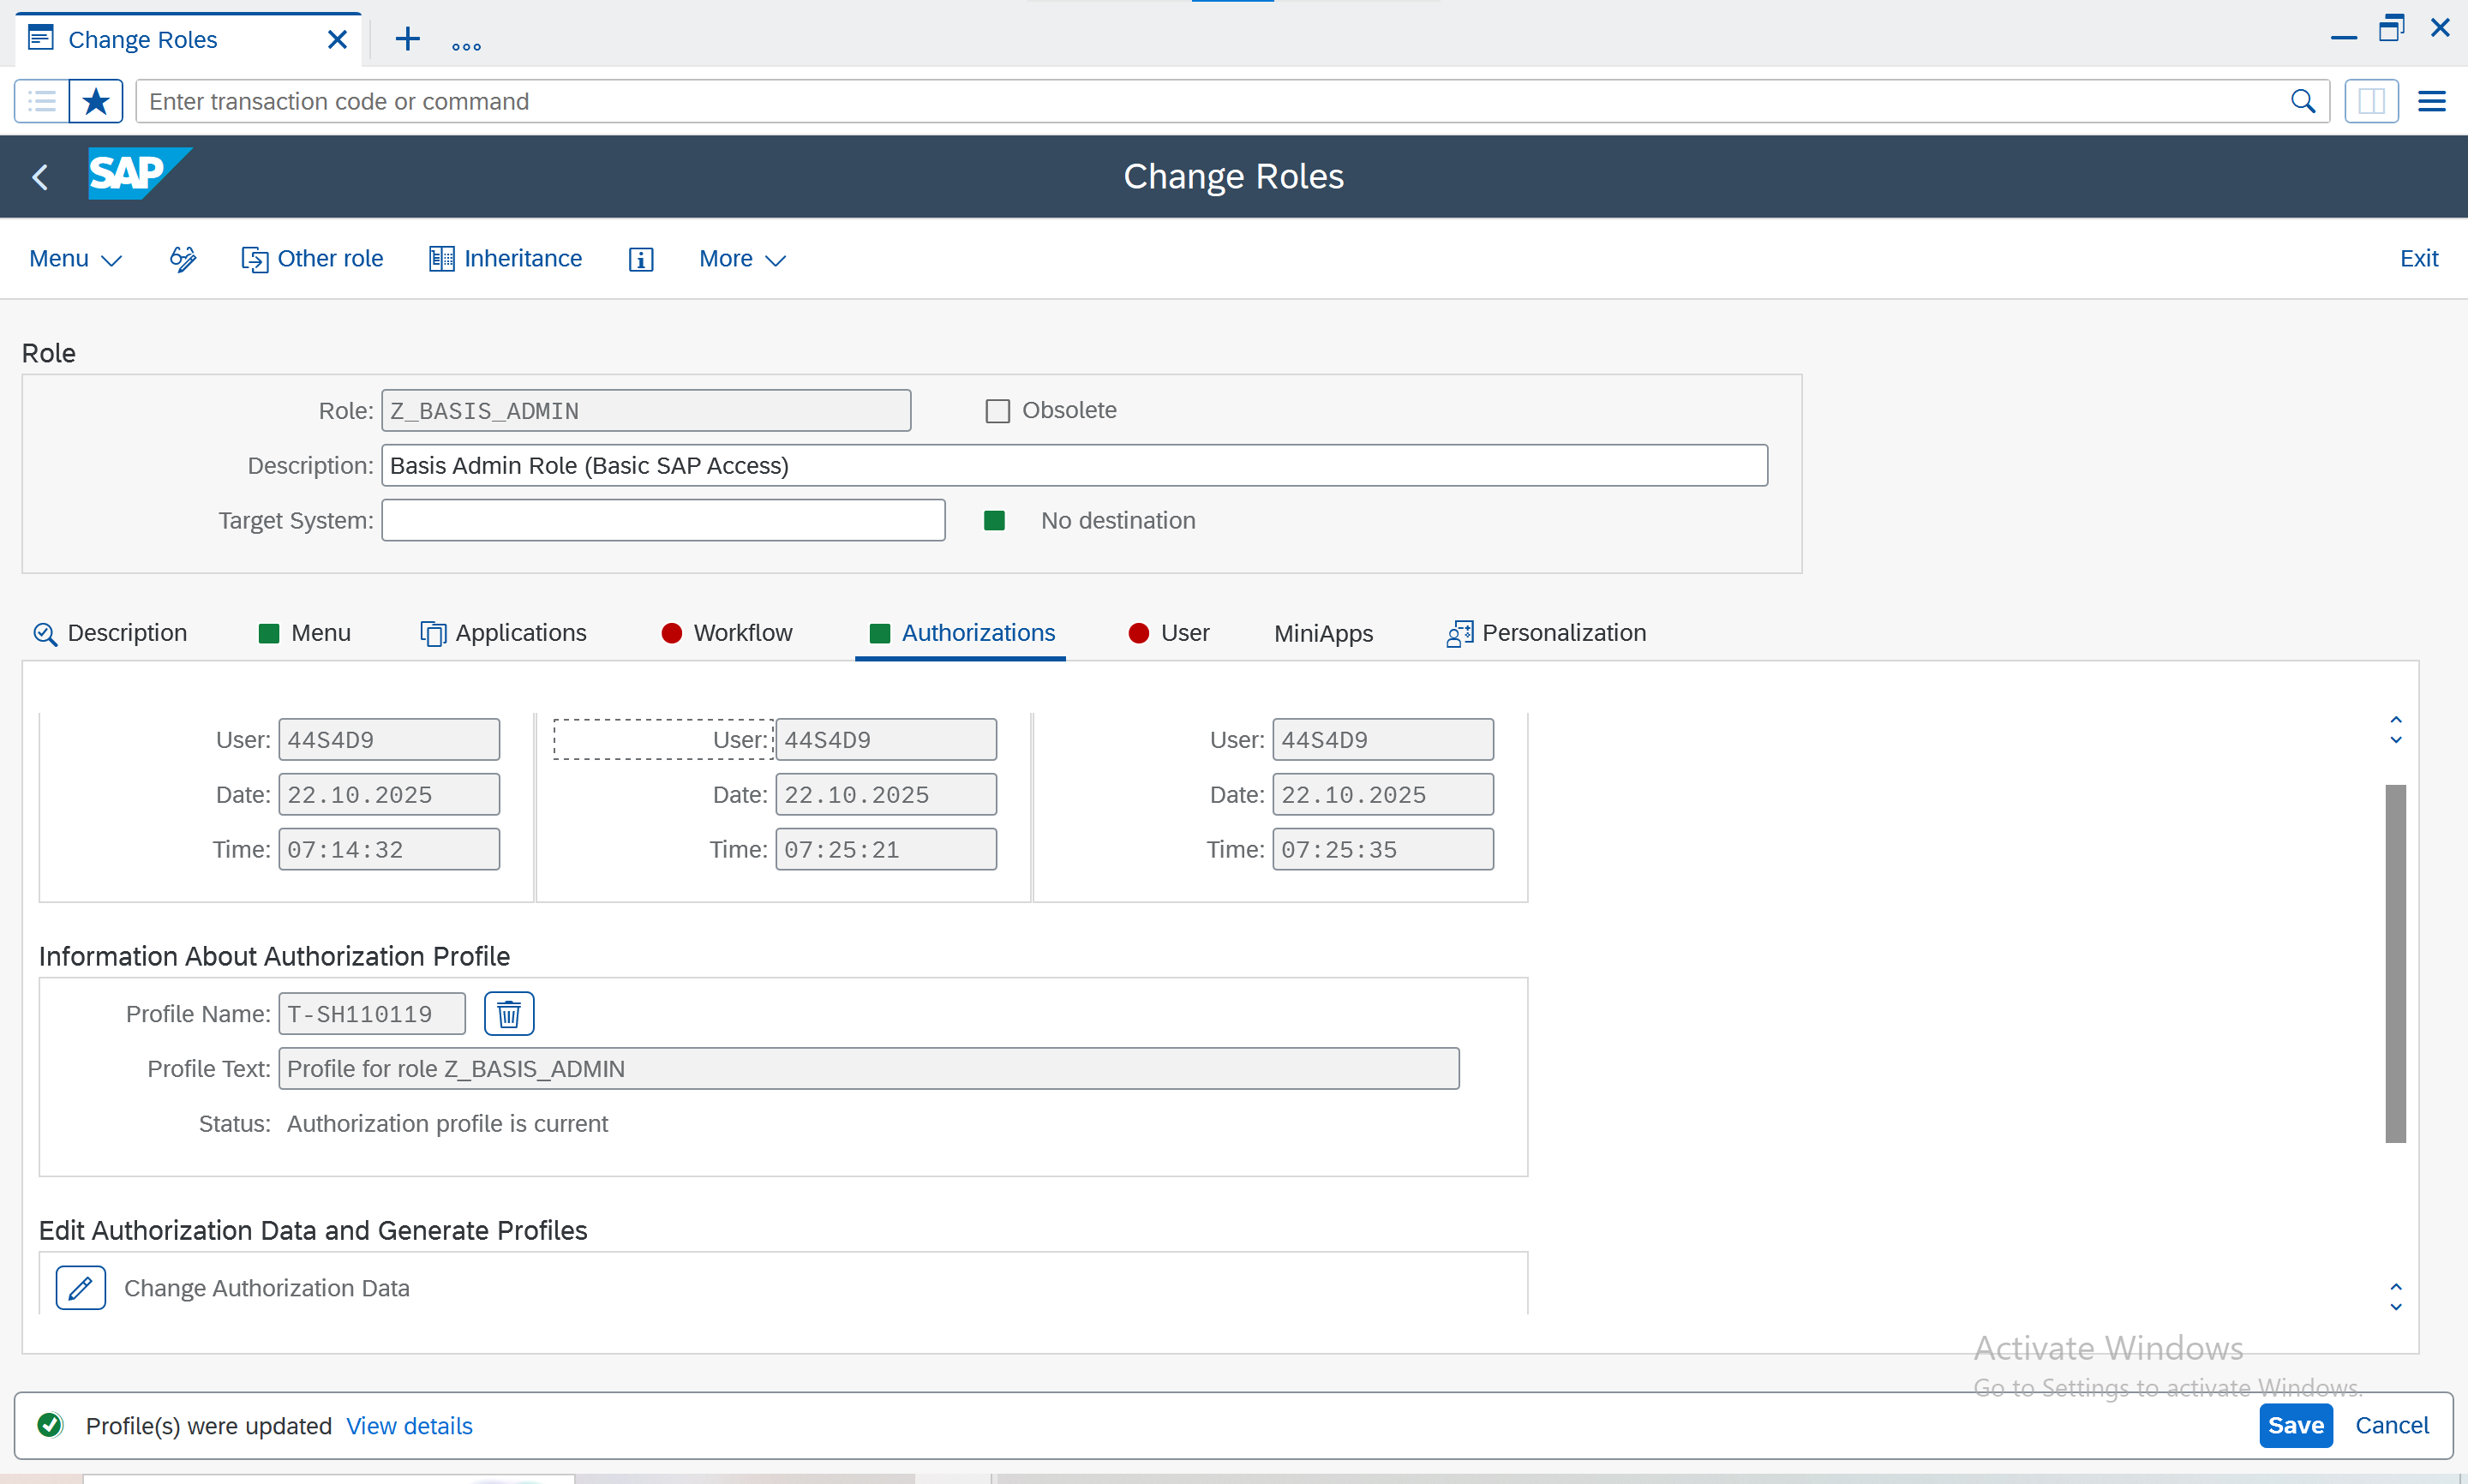 Change Roles
Enter transaction code or command
SAP
Change Roles
Menu
Other role
Inheritance
More
Exit
Role
Role: Z_BASIS_ADMIN
Obsolete
Description: Basis Admin Role (Basic SAP Access)
Target System:
No destination
Description
Menu
Applications
Workflow
Authorizations
User
MiniApps
Personalization
User: 44S4D9 User: 44S4D9 User: 44S4D9
Date: 22.10.2025 Date: 22.10.2025 Date: 22.10.2025
Time: 07:14:32 Time: 07:25:21 Time: 07:25:35
Information About Authorization Profile
Profile Name: T-SH110119
Profile Text: Profile for role Z_BASIS_ADMIN
Status: Authorization profile is current
Edit Authorization Data and Generate Profiles
Change Authorization Data
Activate Windows
Go to Settings to activate Windows.
Profile(s) were updated View details
Save
Cancel